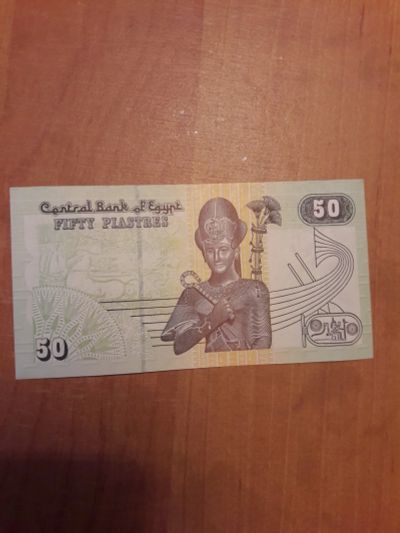 Central Bank of Egypt
FIFTY PIASTRES
50
50